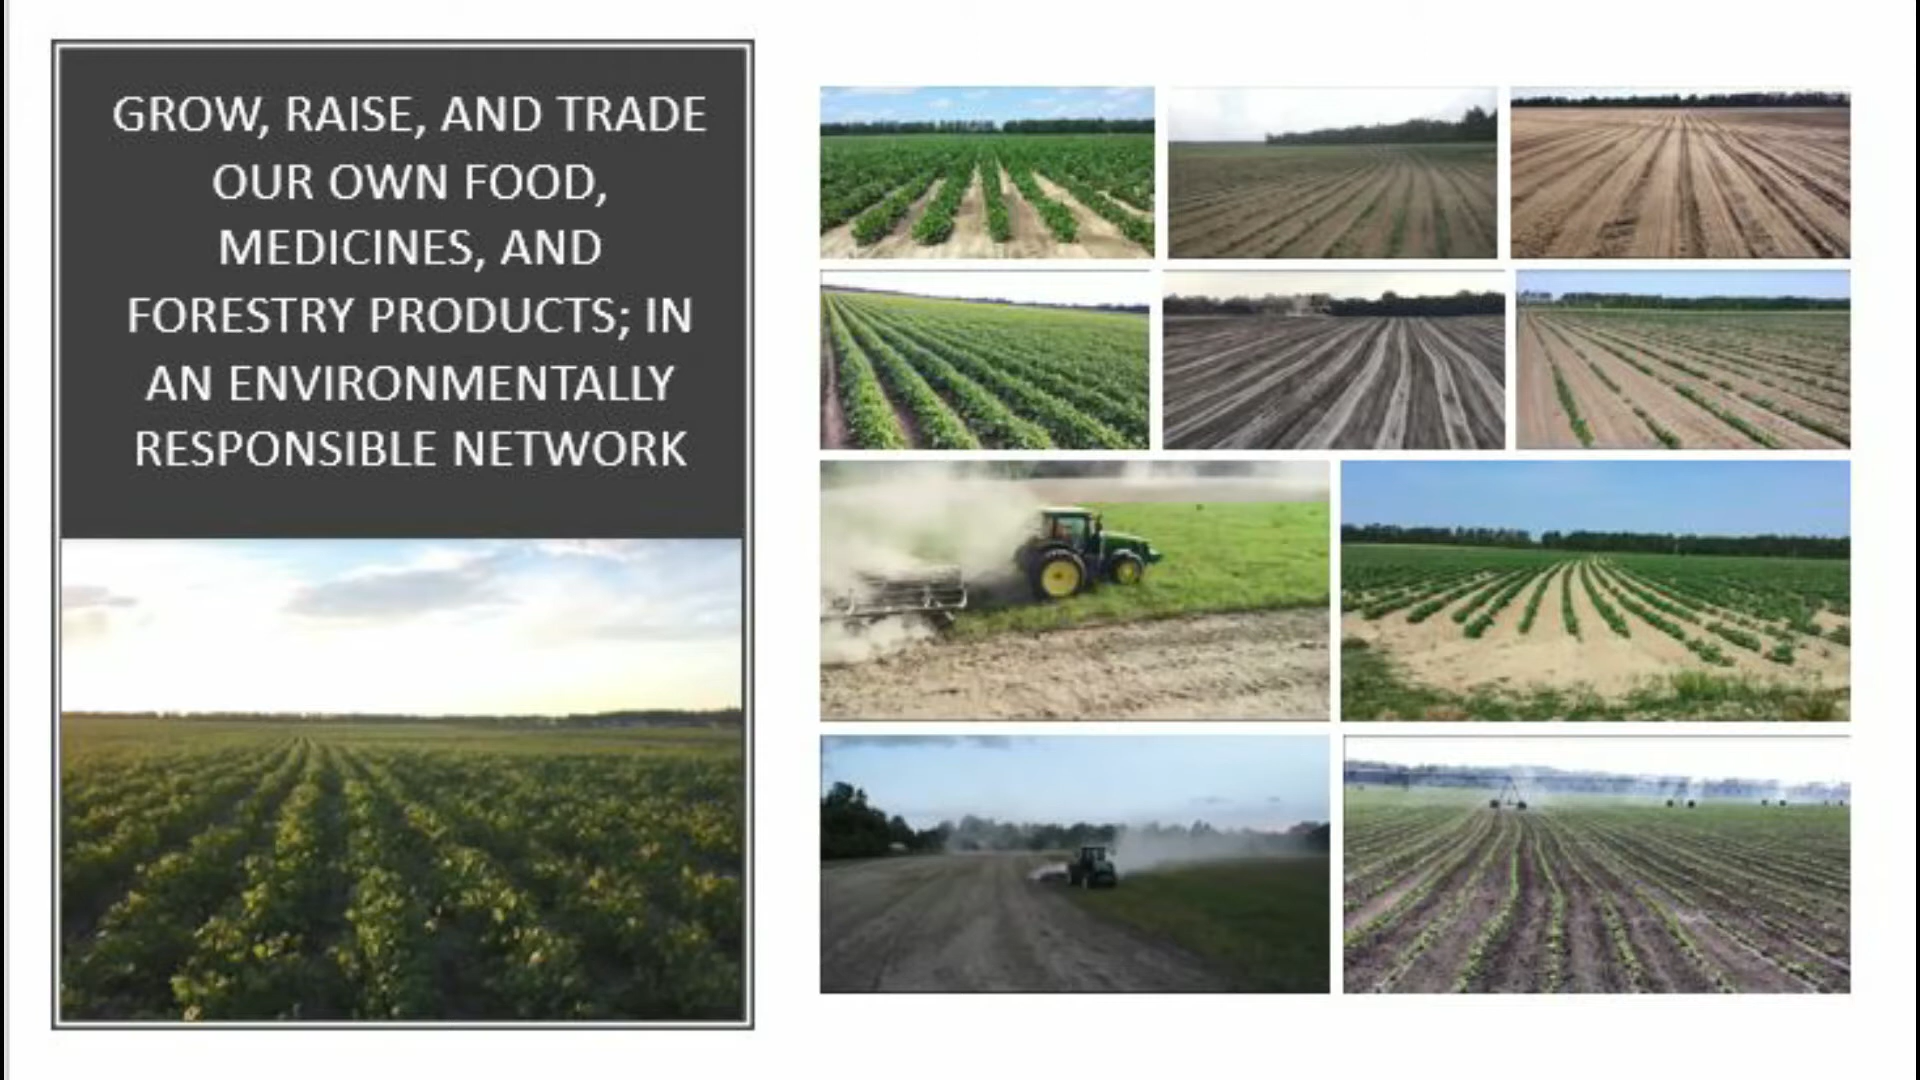 GROW, RAISE, AND TRADE
OUR OWN FOOD,
MEDICINES, AND
FORESTRY PRODUCTS; IN
AN ENVIRONMENTALLY
RESPONSIBLE NETWORK